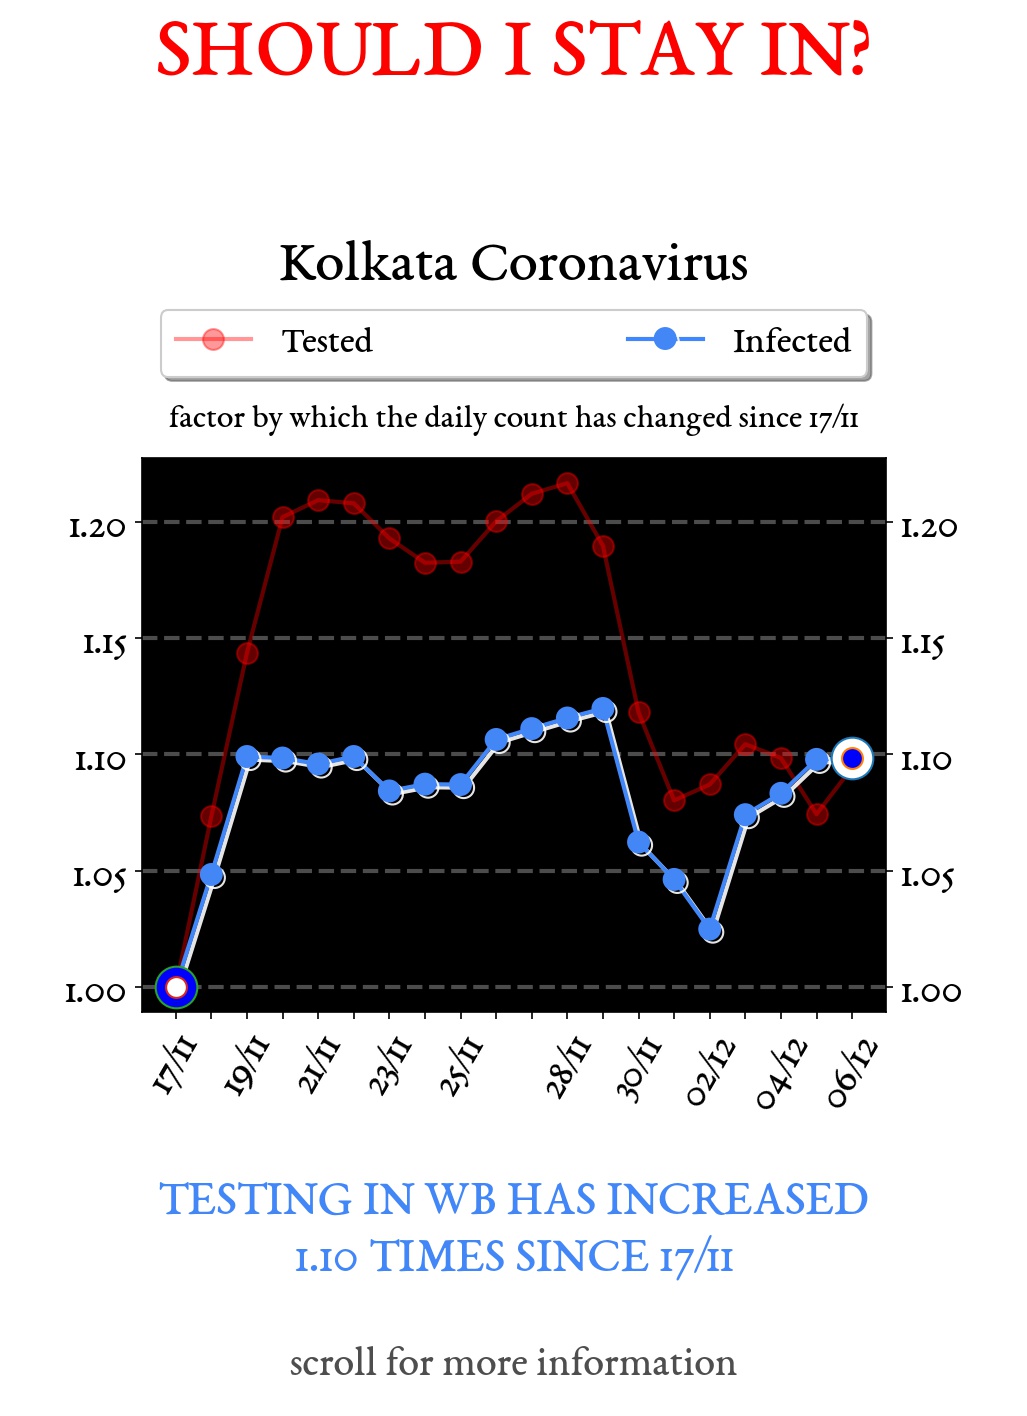 SHOULD I STAY IN?
Kolkata Coronavirus
Tested Infected
factor by which the daily count has changed since 17/11
1.20 1.20
1.15 1.15
1.10 1.10
1.05 1.05
1.00 1.00
17/11 19/11 21/11 23/11 25/11 28/11 30/11 02/12 04/12 06/12
TESTING IN WB HAS INCREASED
1.10 TIMES SINCE 17/11
scroll for more information